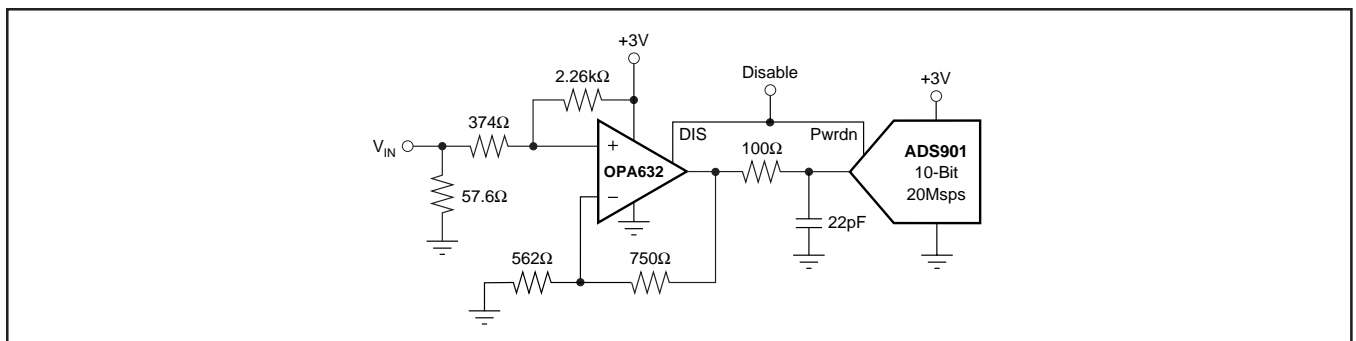 +3V
2.26kΩ
Disable
+3V
374Ω
DIS
Pwrdn
V_IN
+
100Ω
ADS901
OPA632
10-Bit
57.6Ω
−
20Msps
22pF
562Ω
750Ω